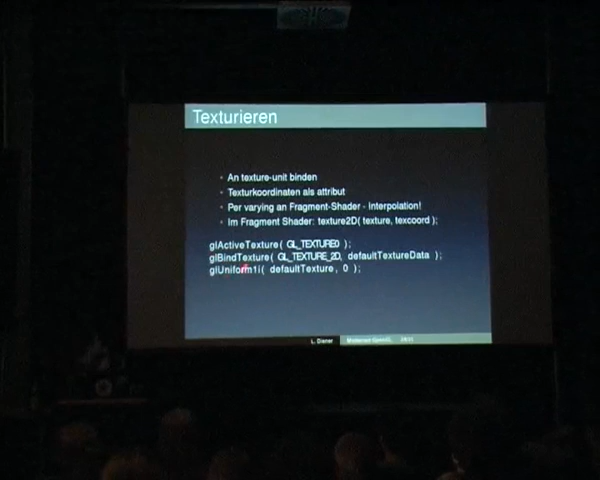 Texturieren
An texture-unit binden
Texturkoordinaten als attribut
Per varying an Fragment-Shader - Interpolation!
Im Fragment Shader: texture2D( texture, texcoord );
glActiveTexture( GL_TEXTURE0 );
glBindTexture( GL_TEXTURE_2D, defaultTextureData );
glUniform1i( defaultTexture, 0 );
L. Diener
OpenGL